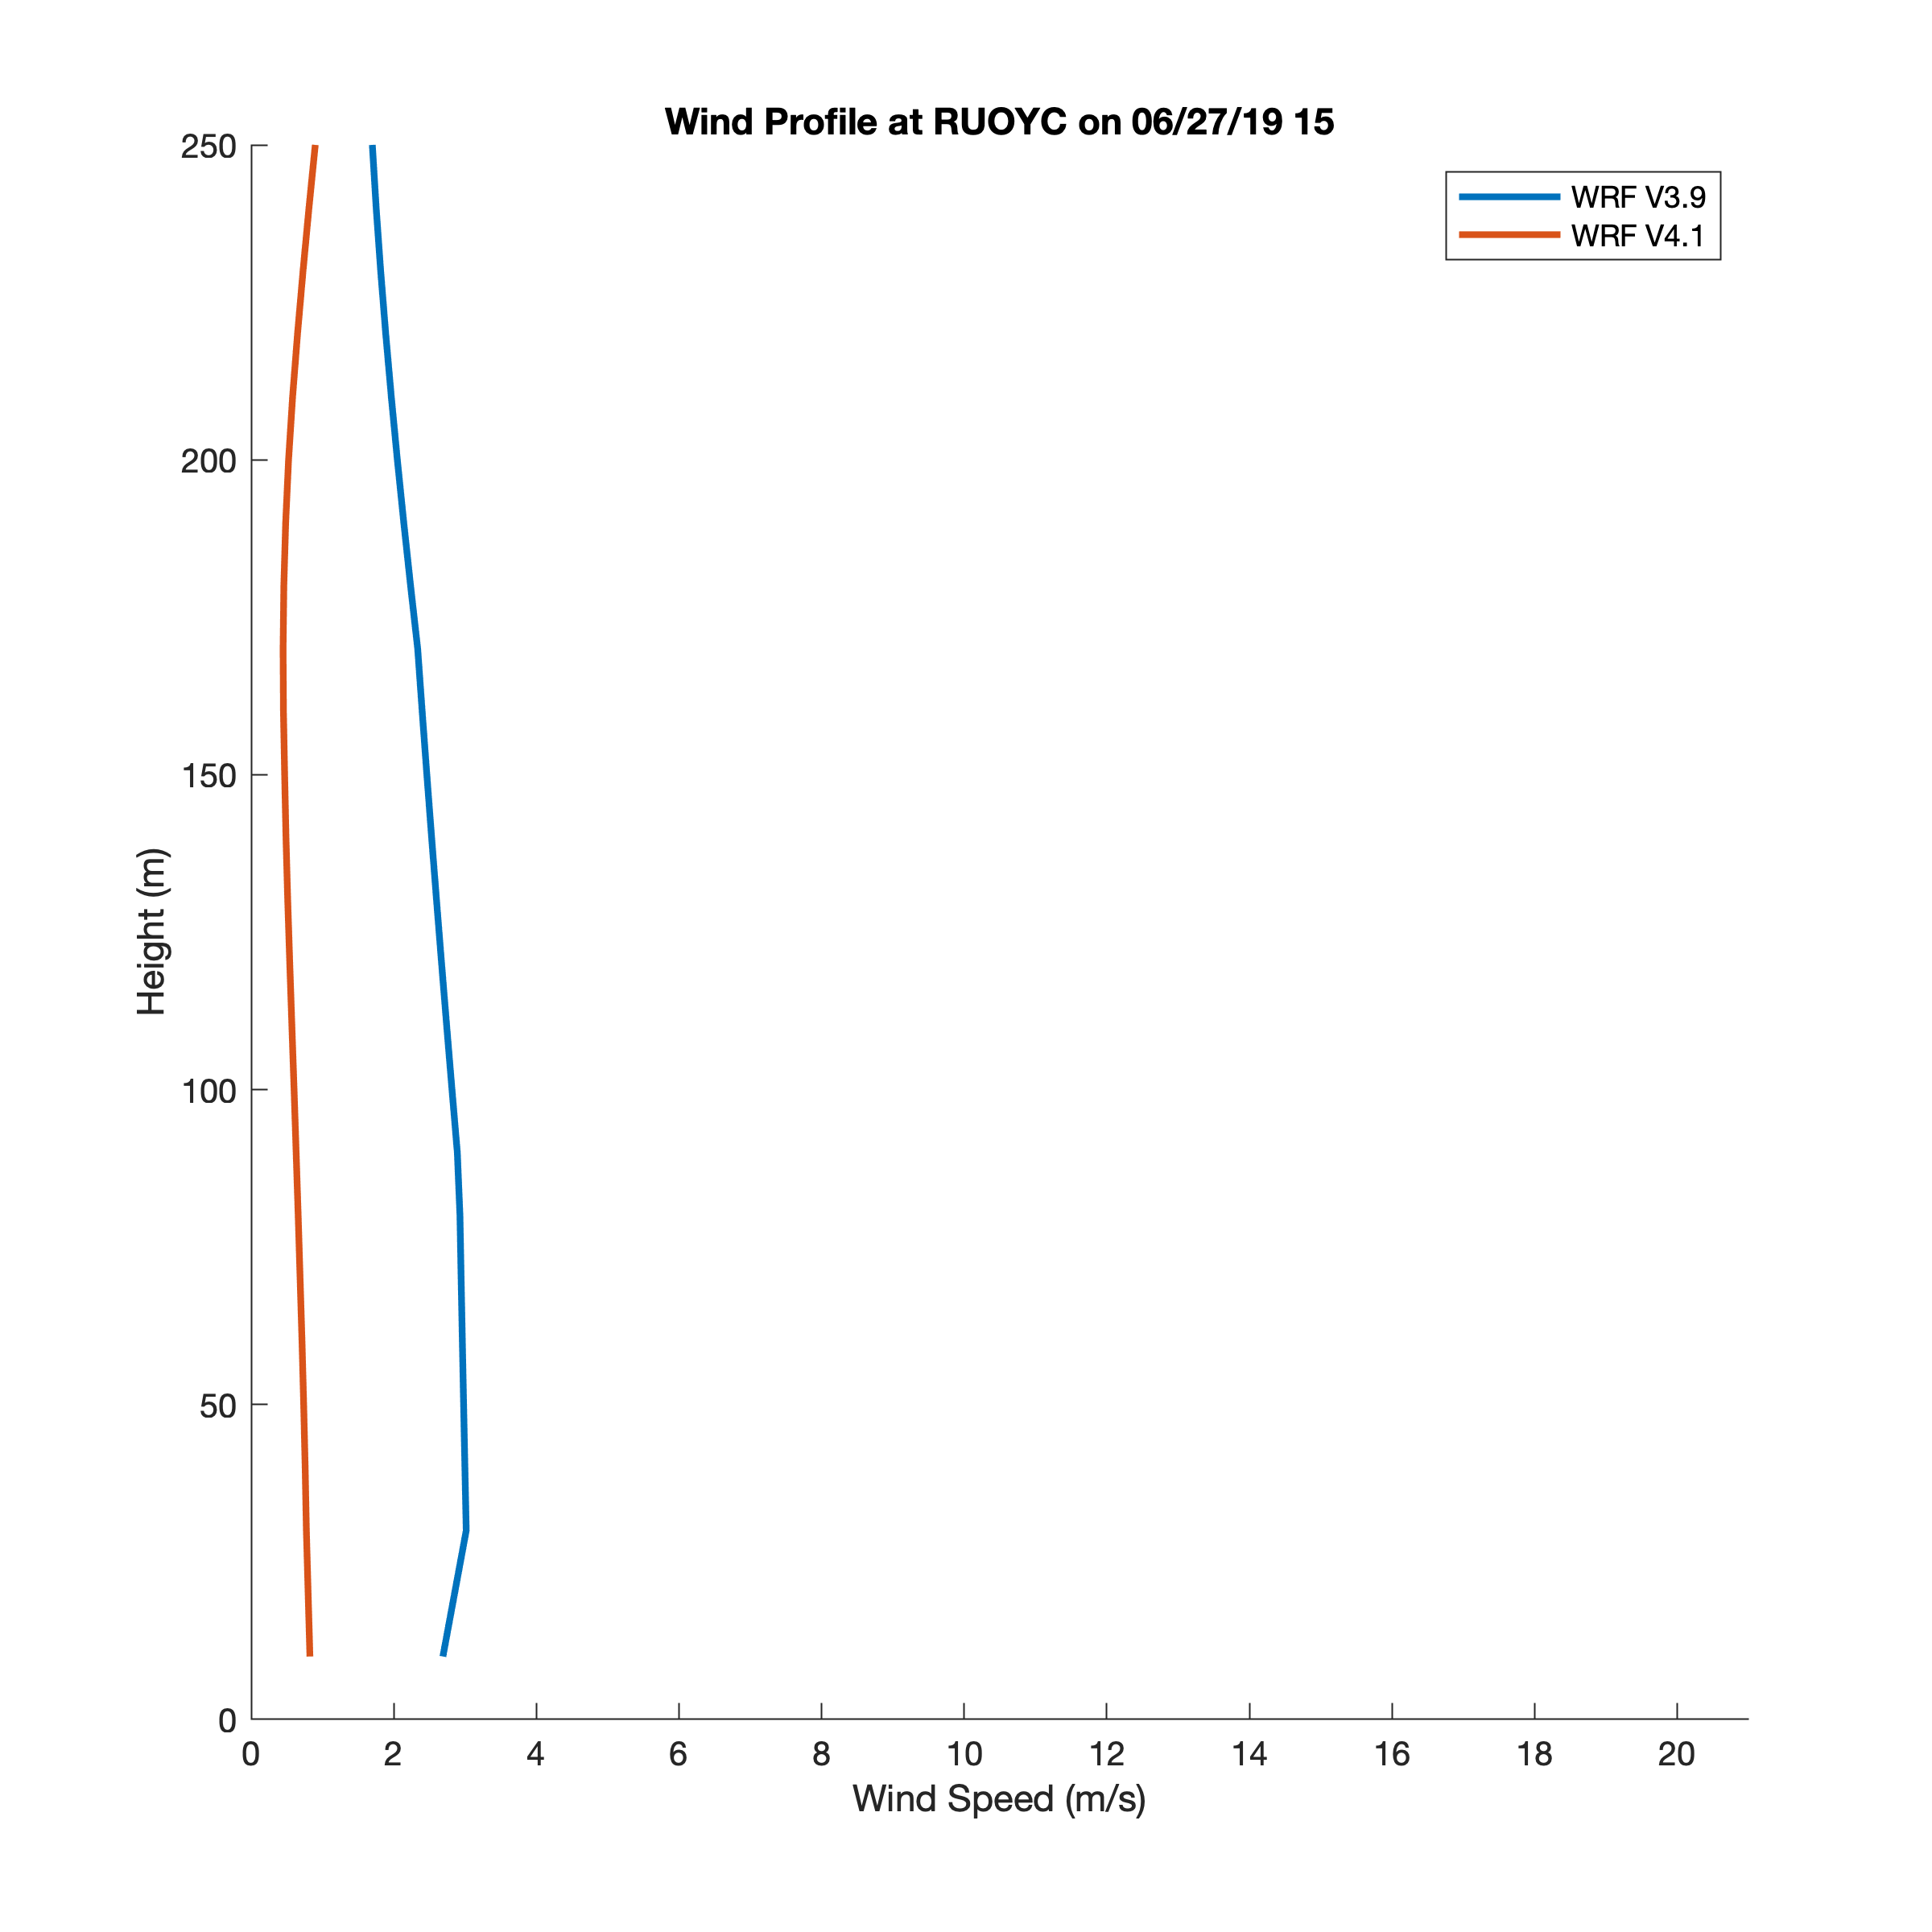 Wind Profile at RUOYC on 06/27/19 15
WRF V3.9
WRF V4.1
250
200
150
100
50
0
Height (m)
0 2 4 6 8 10 12 14 16 18 20
Wind Speed (m/s)